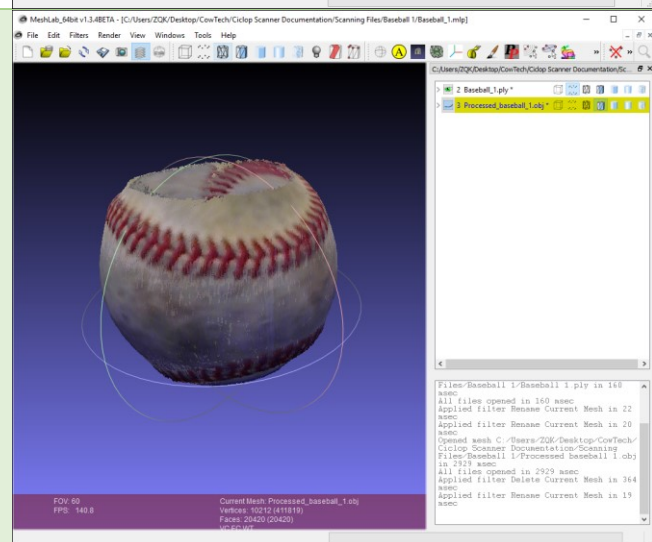 MeshLab_64bit v1.3.4BETA - [C:/Users/ZQK/Desktop/CowTech/Ciclop Scanner Documentation/Scanning Files/Baseball 1/Baseball_1.mlp]
File Edit Filters Render View Windows Tools Help
C:/Users/ZQK/Desktop/CowTech/Ciclop Scanner Documentation/Sc...
2 Baseball_1.ply *
3 Processed_baseball_1.obj *
Files/Baseball 1/Baseball 1.ply in 160
msec
All files opened in 160 msec
Applied filter Rename Current Mesh in 22
msec
Applied filter Rename Current Mesh in 20
msec
Opened mesh C:/Users/ZQK/Desktop/CowTech/
Ciclop Scanner Documentation/Scanning
Files/Baseball 1/Processed baseball 1.obj
in 2929 msec
All files opened in 2929 msec
Applied filter Delete Current Mesh in 364
msec
Applied filter Rename Current Mesh in 19
msec
FOV: 60
FPS: 140.8
Current Mesh: Processed_baseball_1.obj
Vertices: 10212 (411819)
Faces: 20420 (20420)
VC FC WT